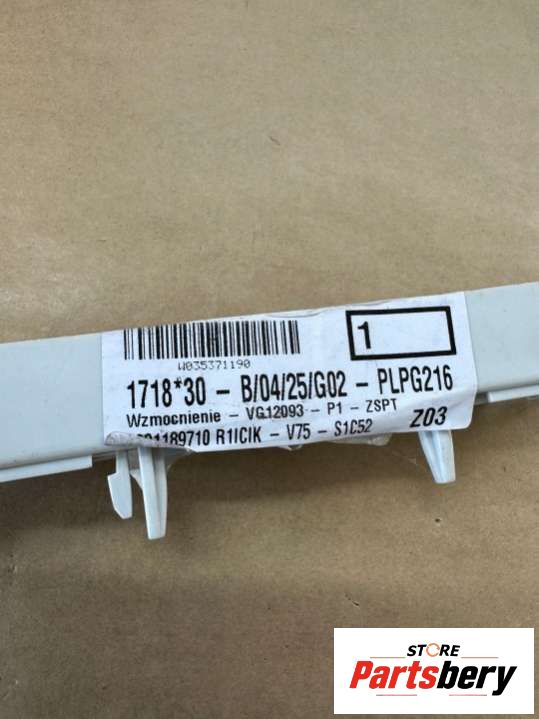 1
W035371190
1718*30 - B/04/25/G02 - PLPG216
Wzmocnienie - VG12093 - P1 - ZSPT
R1ICIK - V75 - S1C52 Z03
STORE
Partsbery